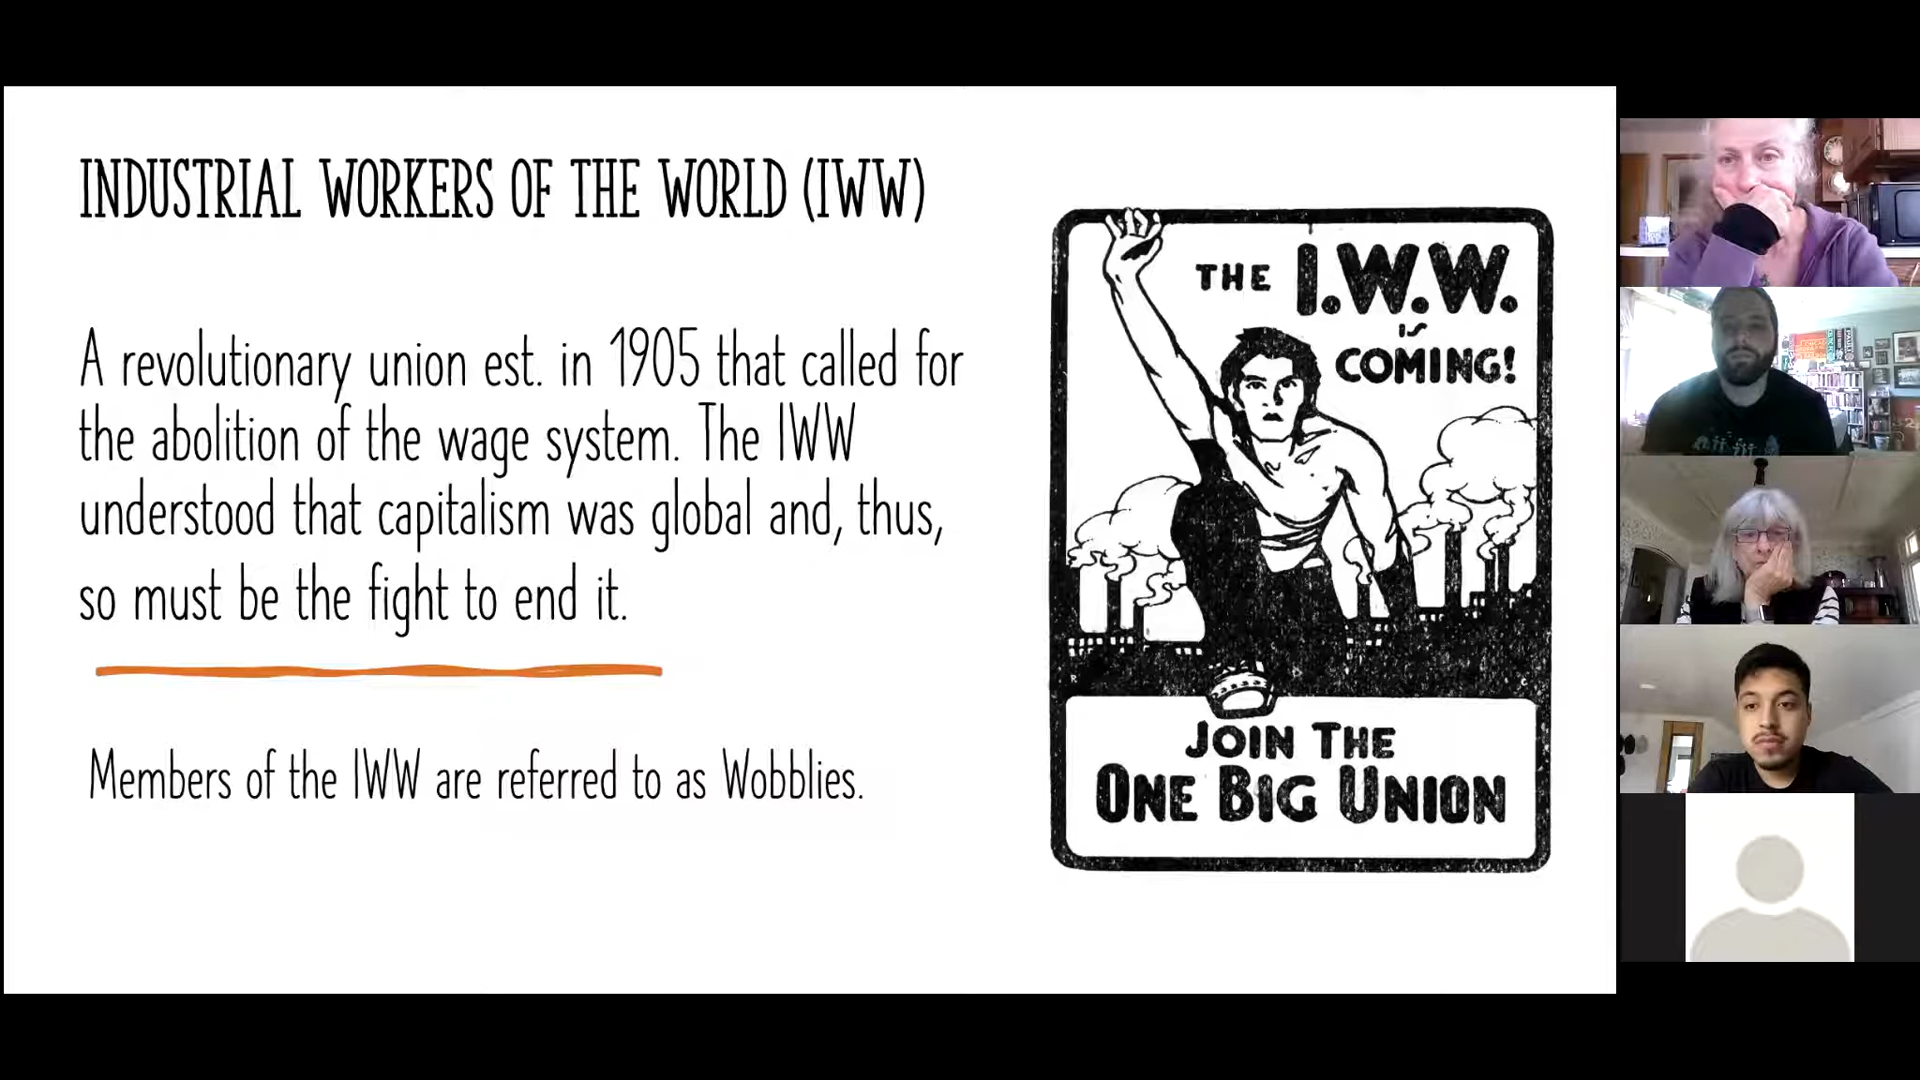 INDUSTRIAL WORKERS OF THE WORLD (IWW)
A revolutionary union est. in 1905 that called for
the abolition of the wage system. The IWW
understood that capitalism was global and, thus,
so must be the fight to end it.
Members of the IWW are referred to as Wobblies.
THE I.W.W.
IS
COMING!
R C
JOIN THE
ONE BIG UNION